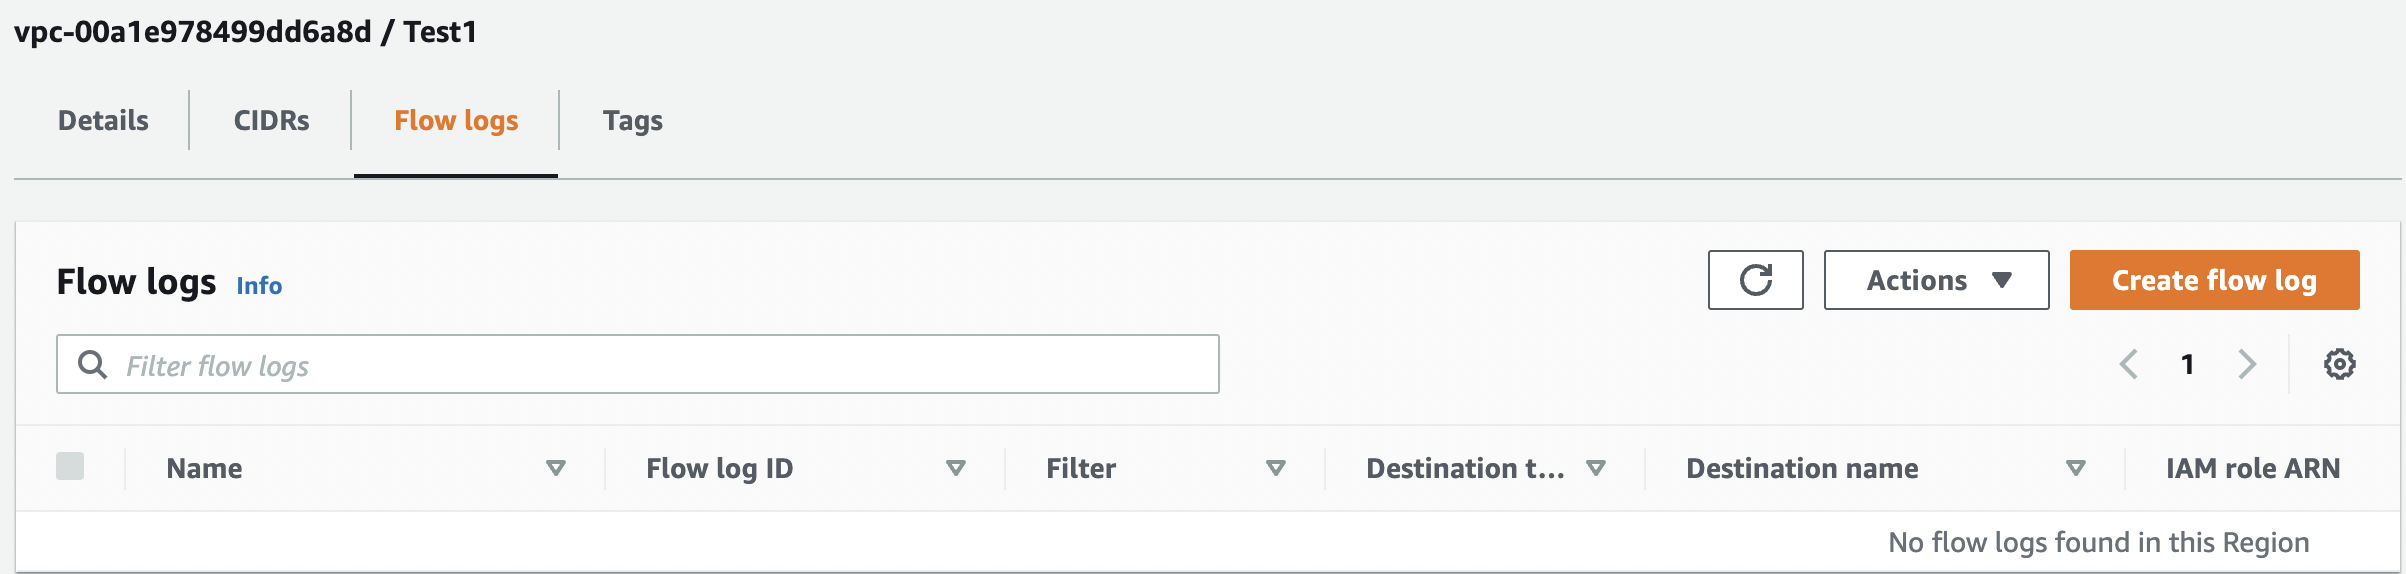 vpc-00a1e978499dd6a8d / Test1
Details CIDRs Flow logs Tags
Flow logs Info Actions Create flow log
Filter flow logs 1
Name Flow log ID Filter Destination t... Destination name IAM role ARN
No flow logs found in this Region